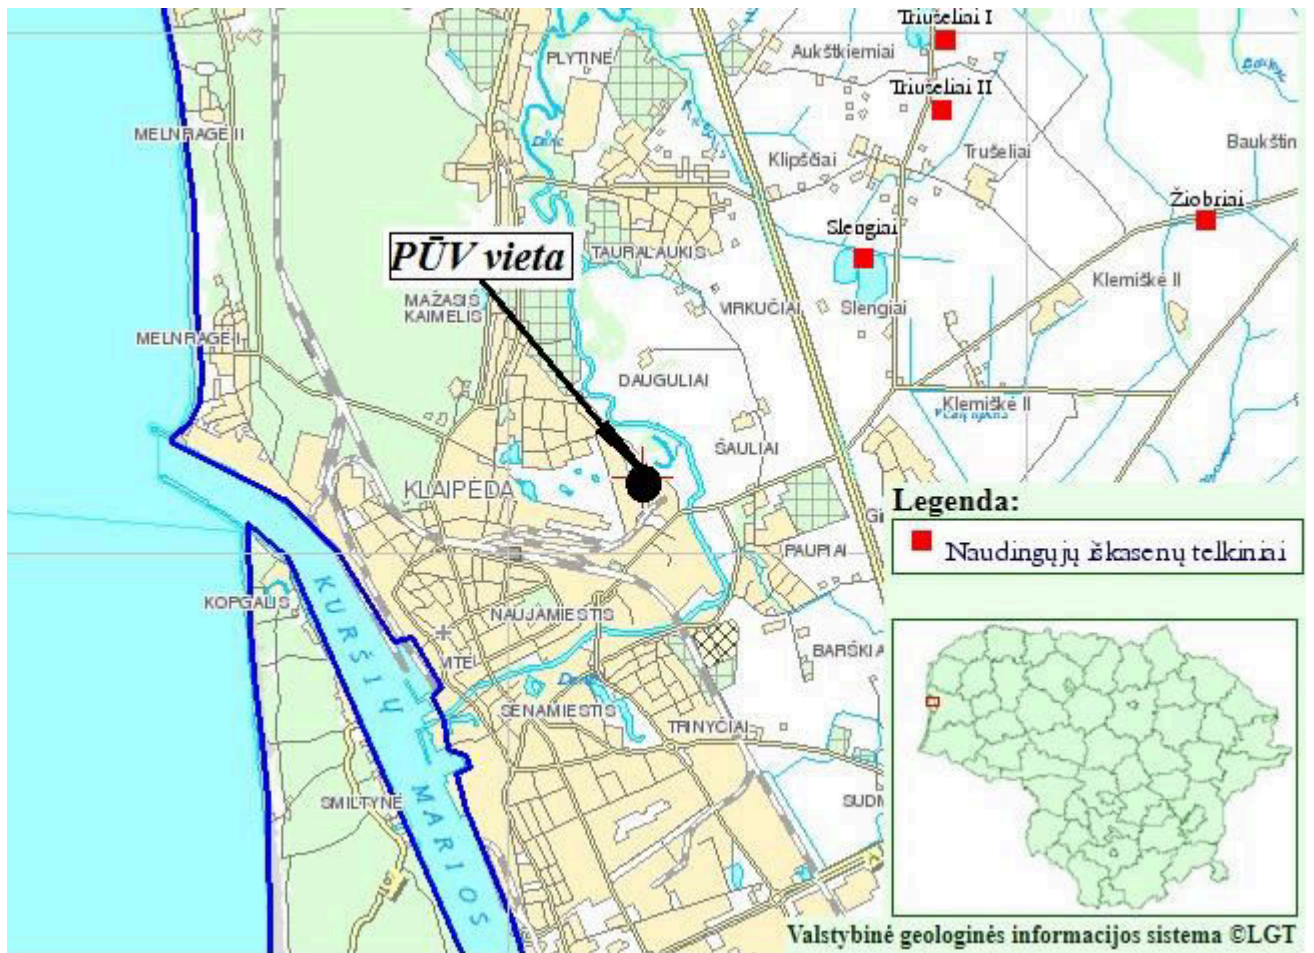 Triušeliai I
Aukštkiemiai
PLYTINĖ
Triušeliai II
MELNRAGĖ II
Klipščiai
Trušeliai
Baukštin
Žiobriai
Slengiai
TAURALAUKIS
PŪV vieta
MAŽASIS
KAIMELIS
VIRKUČIAI
Slengiai
Klemiškė II
MELNRAGĖ I
DAUGULIAI
Klemiškė II
ŠAULIAI
KLAIPĖDA
Legenda:
Naudingųjų iškasenų telkiniai
PAUPIAI
KOPGALIS
NAUJAMIESTIS
KURŠIŲ
MARIOS
VITĖ
BARŠKIA
SENAMIESTIS
TRINYČIAI
SMILTYNĖ
SUDM
Valstybinė geologinės informacijos sistema ©LGT